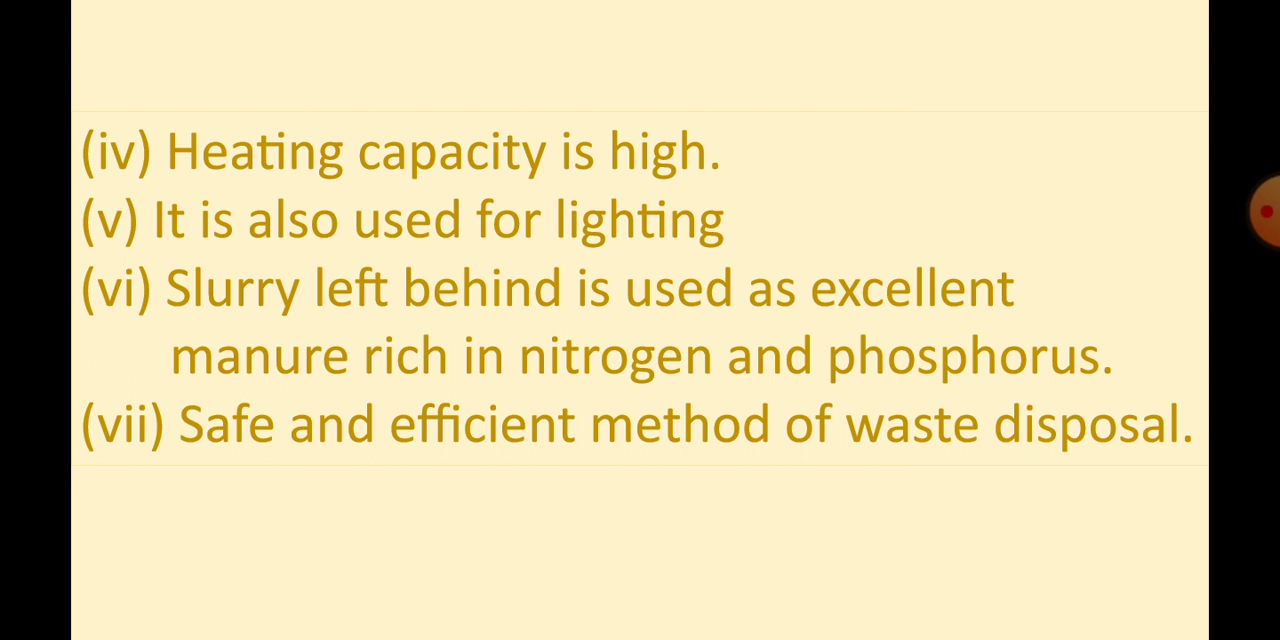 (iv) Heating capacity is high.
(v) It is also used for lighting
(vi) Slurry left behind is used as excellent
manure rich in nitrogen and phosphorus.
(vii) Safe and efficient method of waste disposal.